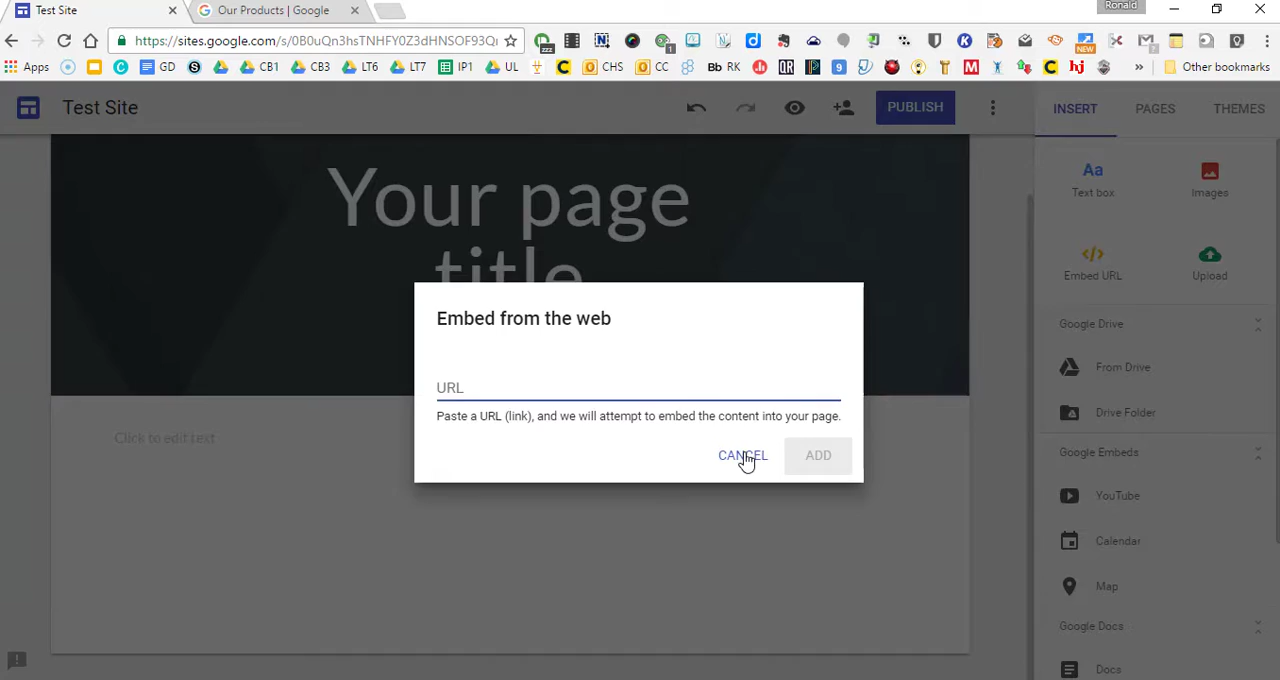 Test Site
Our Products | Google
Ronald
https://sites.google.com/s/0B0uQn3hsTNHFY0Z3dHNSOF93Qr
Apps
GD
CB1
CB3
LT6
LT7
IP1
UL
CHS
CC
Bb RK
Other bookmarks
Test Site
PUBLISH
INSERT
PAGES
THEMES
Your page
title
Aa
Text box
Images
Embed URL
Upload
Google Drive
From Drive
Drive Folder
Google Embeds
YouTube
Calendar
Map
Google Docs
Docs
Click to edit text
Embed from the web
URL
Paste a URL (link), and we will attempt to embed the content into your page.
CANCEL
ADD